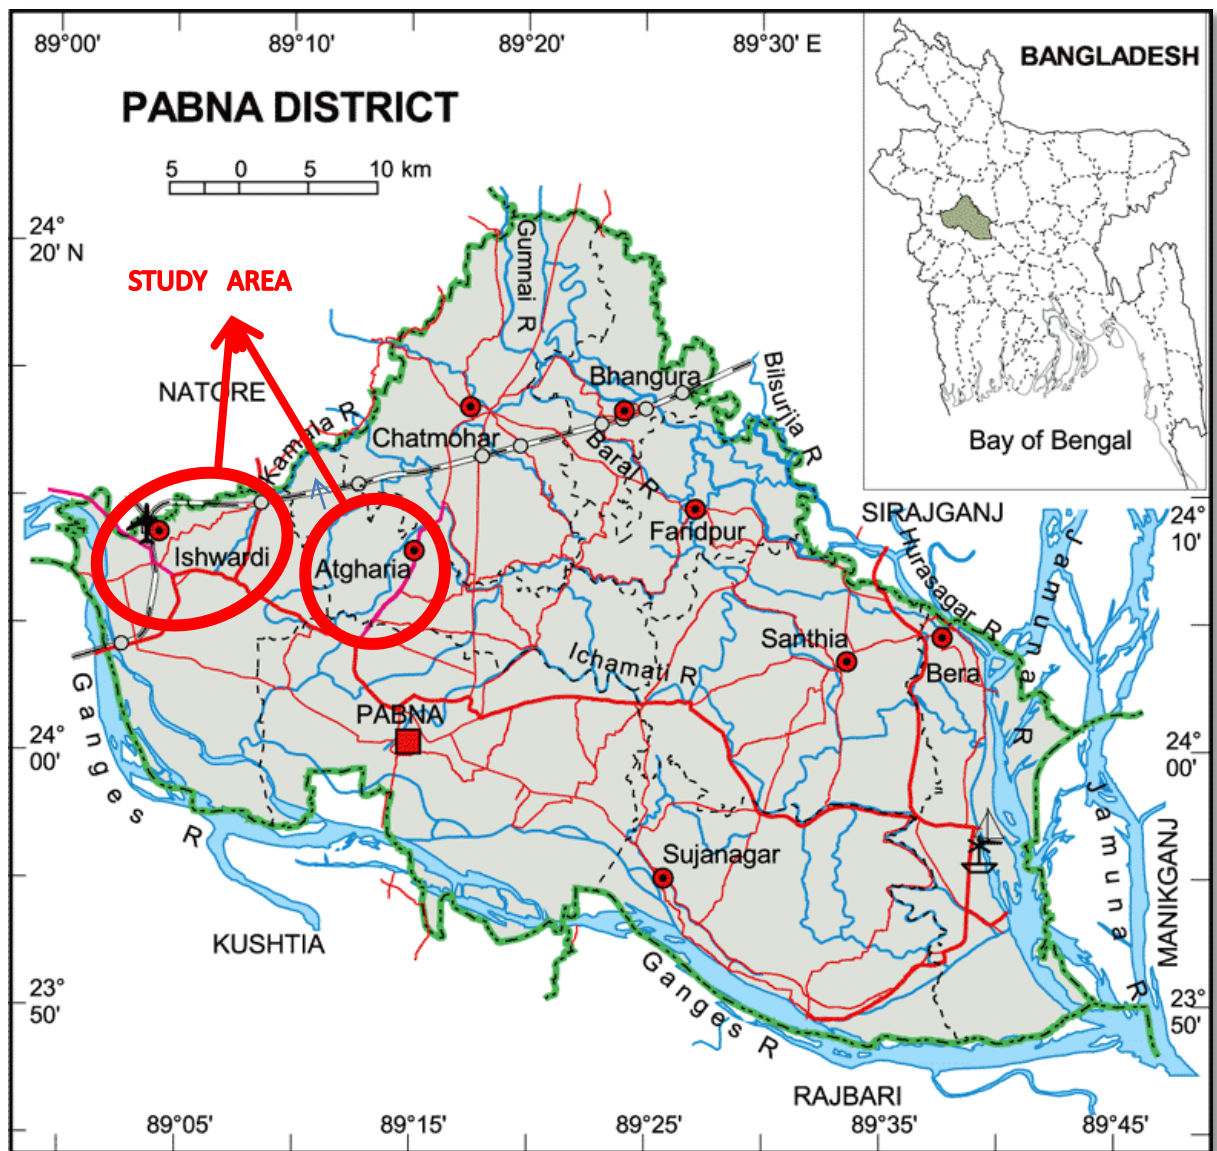 89°00' 89°10' 89°20' 89°30' E
BANGLADESH
PABNA DISTRICT
5 0 5 10 km
24°
20' N
Gumnai R
STUDY AREA
Bilsurjia R
Bhangura
NATORE
Kamala R
Chatmohar
Baral R
Bay of Bengal
SIRAJGANJ
24°
10'
Faridpur
Hurasagar R
Jamuna R
Ishwardi
Atgharia
Santhia
Ichamati R
Bera
Ganges R
PABNA
24°
00'
24°
00'
Jamuna R
MANIKGANJ
Sujanagar
KUSHTIA
Ganges R
23°
50'
23°
50'
RAJBARI
89°05' 89°15' 89°25' 89°35' 89°45'